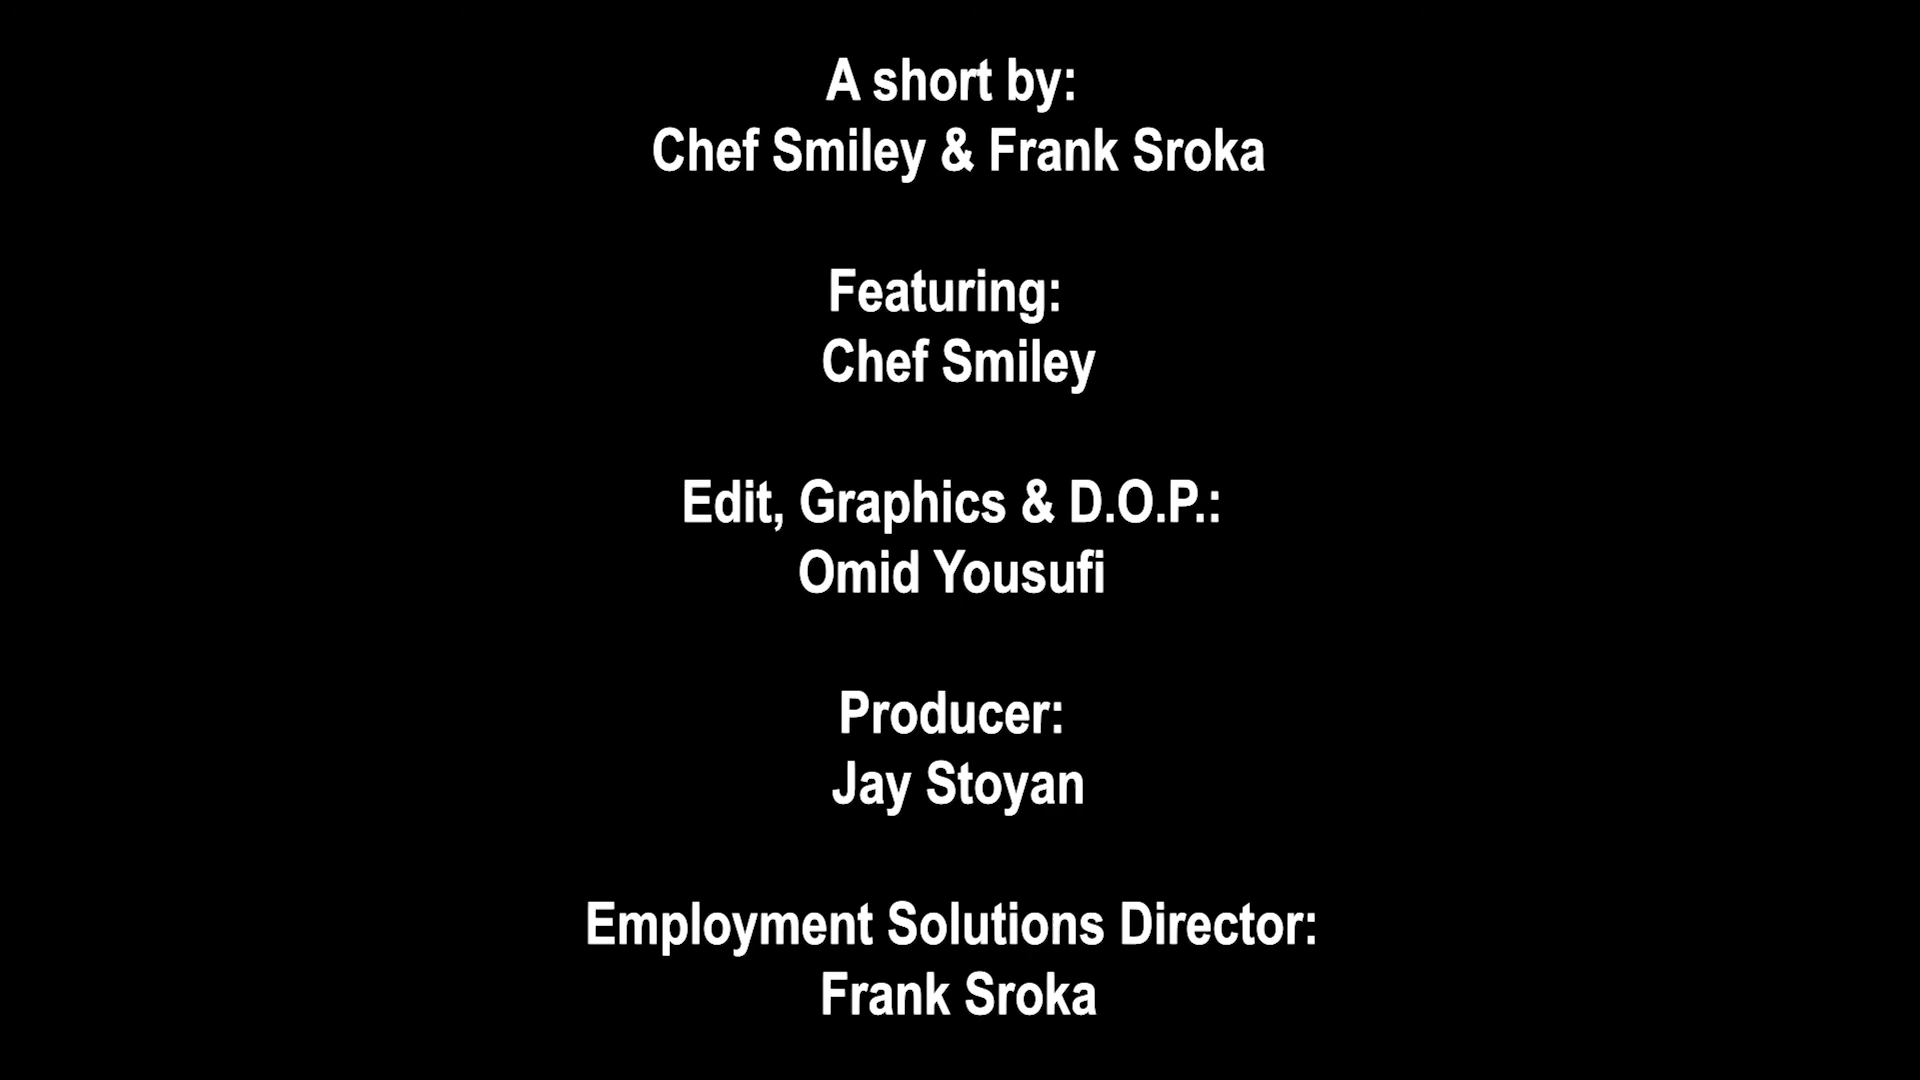 A short by:
Chef Smiley & Frank Sroka
Featuring:
Chef Smiley
Edit, Graphics & D.O.P.:
Omid Yousufi
Producer:
Jay Stoyan
Employment Solutions Director:
Frank Sroka